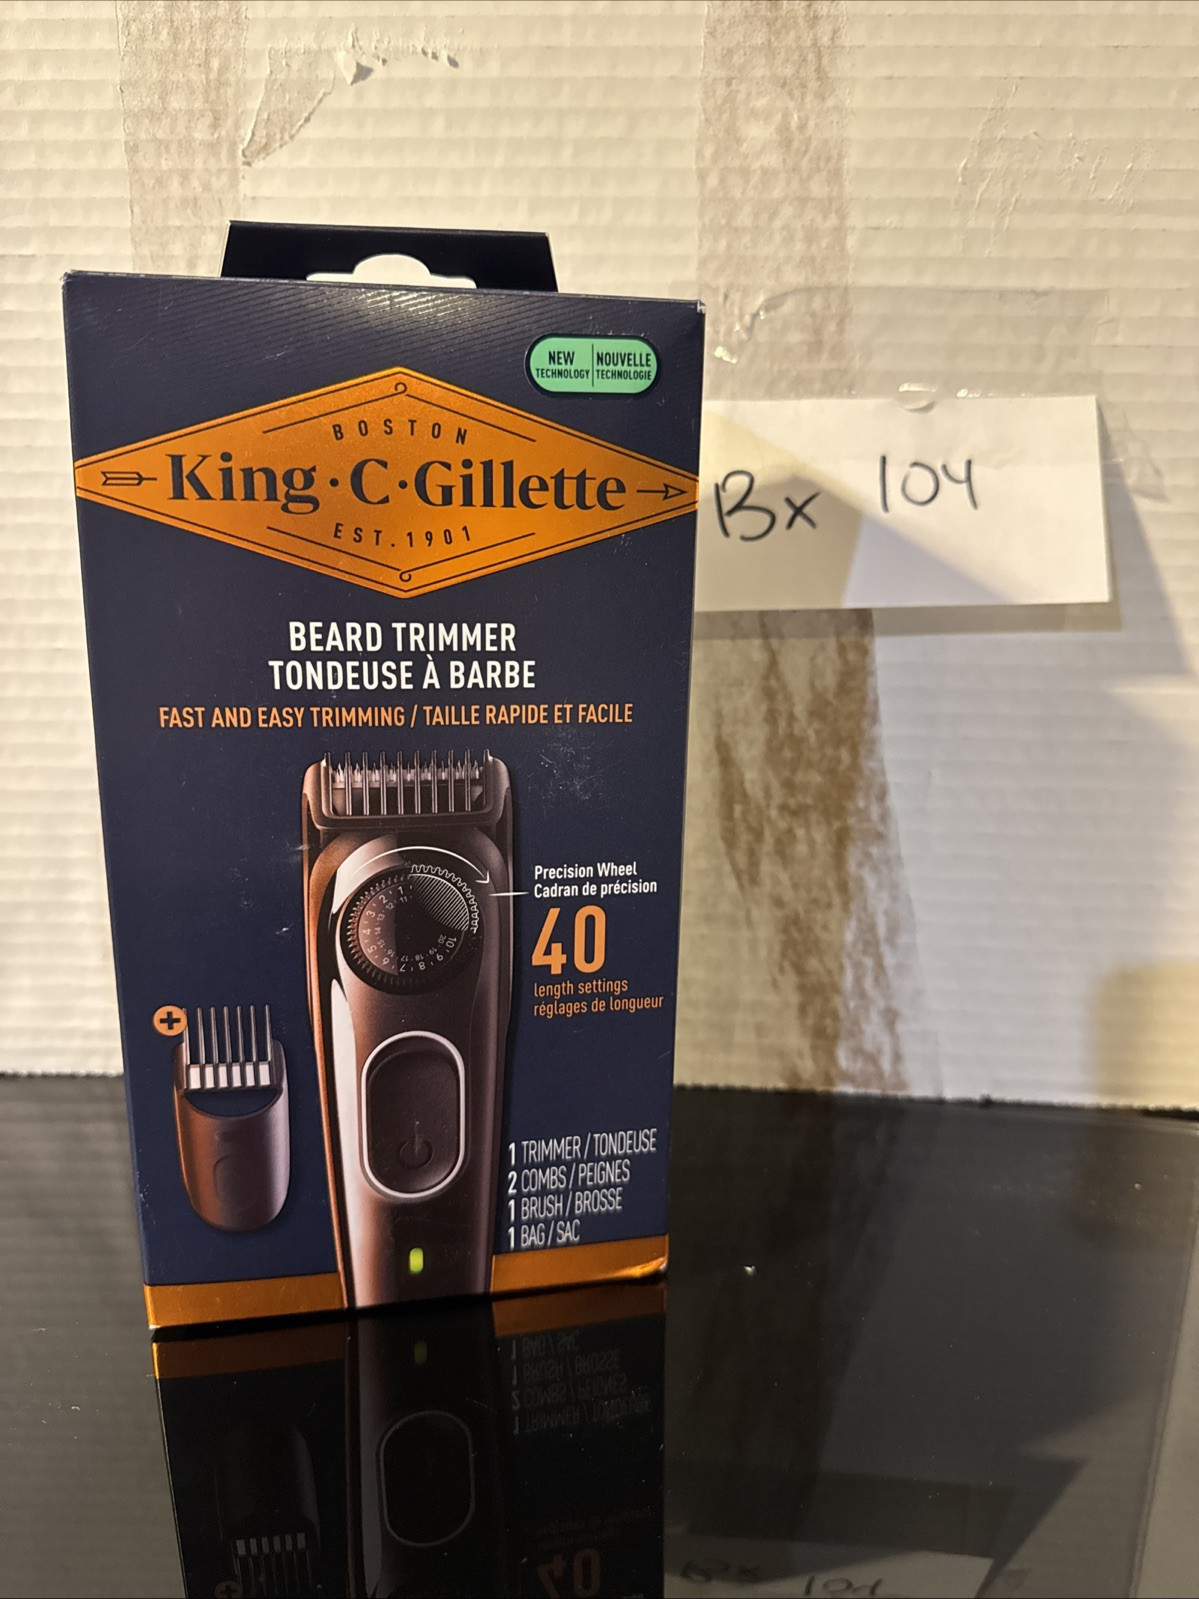 NEW NOUVELLE
TECHNOLOGY TECHNOLOGIE
BOSTON
King·C·Gillette
EST.1901
Bx 104
BEARD TRIMMER
TONDEUSE À BARBE
FAST AND EASY TRIMMING / TAILLE RAPIDE ET FACILE
Precision Wheel
Cadran de précision
40
length settings
réglages de longueur
1 TRIMMER / TONDEUSE
2 COMBS / PEIGNES
1 BRUSH / BROSSE
1 BAG / SAC